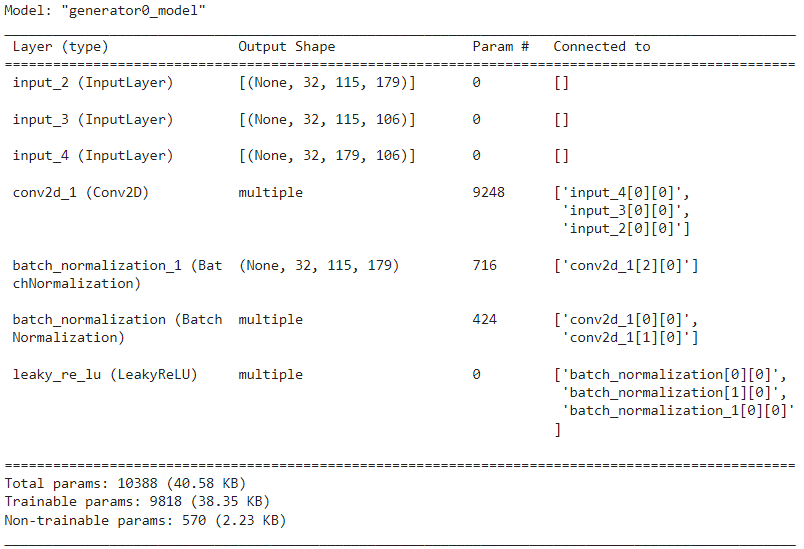 Model: "generator0_model"
Layer (type) Output Shape Param # Connected to
input_2 (InputLayer) [(None, 32, 115, 179)] 0 []
input_3 (InputLayer) [(None, 32, 115, 106)] 0 []
input_4 (InputLayer) [(None, 32, 179, 106)] 0 []
conv2d_1 (Conv2D) multiple 9248 ['input_4[0][0]',
'input_3[0][0]',
'input_2[0][0]']
batch_normalization_1 (Bat (None, 32, 115, 179) 716 ['conv2d_1[2][0]']
chNormalization)
batch_normalization (Batch multiple 424 ['conv2d_1[0][0]',
Normalization) 'conv2d_1[1][0]']
leaky_re_lu (LeakyReLU) multiple 0 ['batch_normalization[0][0]',
'batch_normalization[1][0]',
'batch_normalization_1[0][0]'
]
Total params: 10388 (40.58 KB)
Trainable params: 9818 (38.35 KB)
Non-trainable params: 570 (2.23 KB)